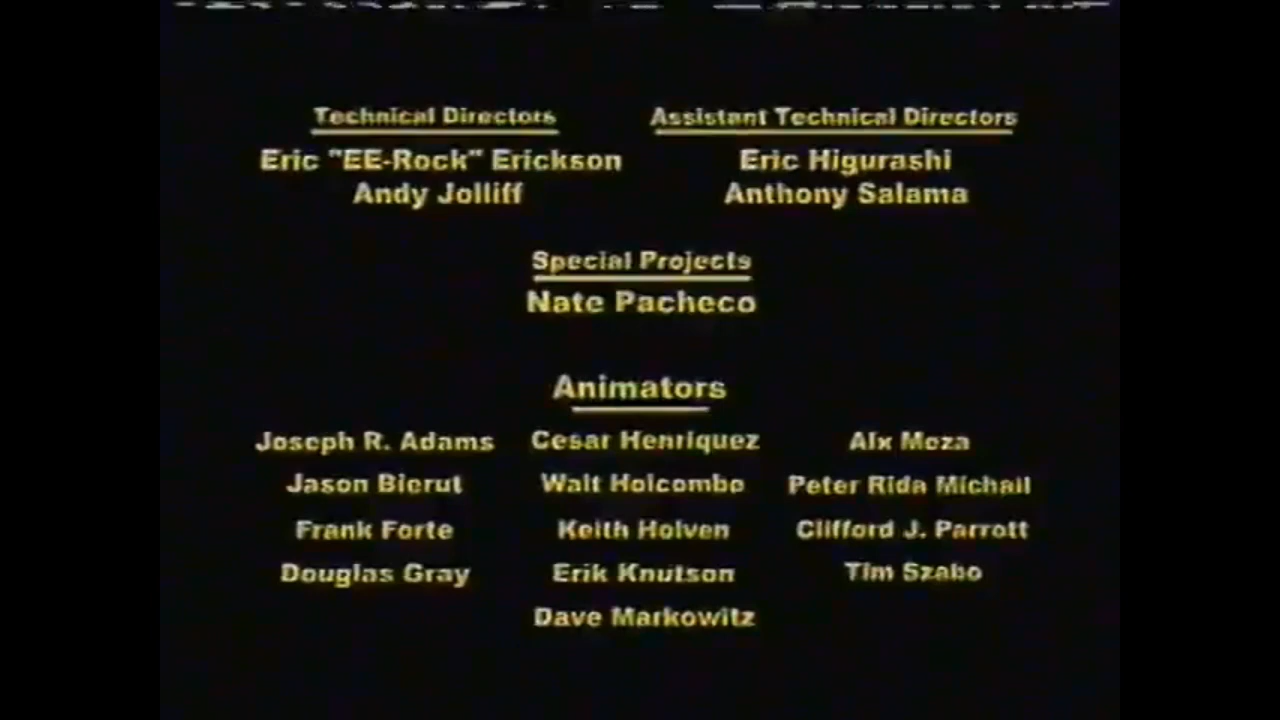 Technical Directors
Eric "EE-Rock" Erickson
Andy Jolliff
Assistant Technical Directors
Eric Higurashi
Anthony Salama
Special Projects
Nate Pacheco
Animators
Joseph R. Adams
Jason Bierut
Frank Forte
Douglas Gray
Cesar Henriquez
Walt Holcombe
Keith Holven
Erik Knutson
Dave Markowitz
Alx Meza
Peter Rida Michail
Clifford J. Parrott
Tim Szabo